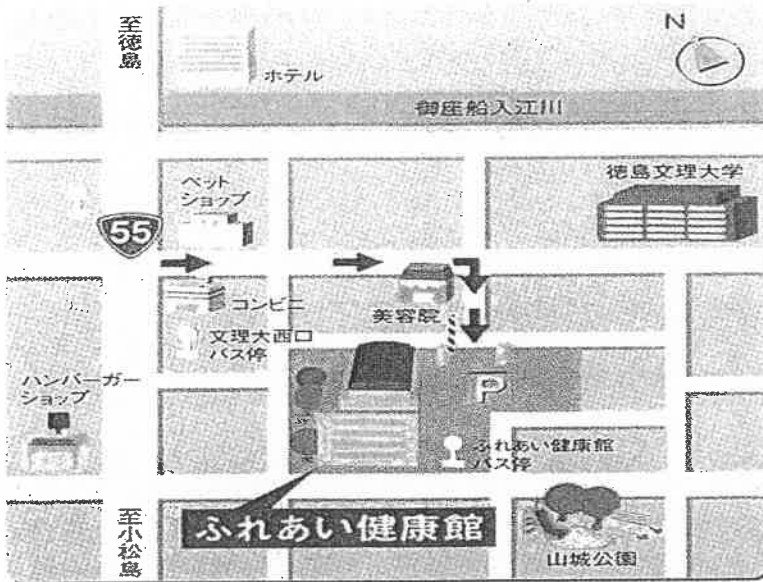 至徳島
N
ホテル
御座船入江川
ペット
ショップ
徳島文理大学
55
コンビニ
美容院
文理大西口
バス停
ハンバーガー
ショップ
P
ふれあい健康館
バス停
至小松島
ふれあい健康館
山城公園